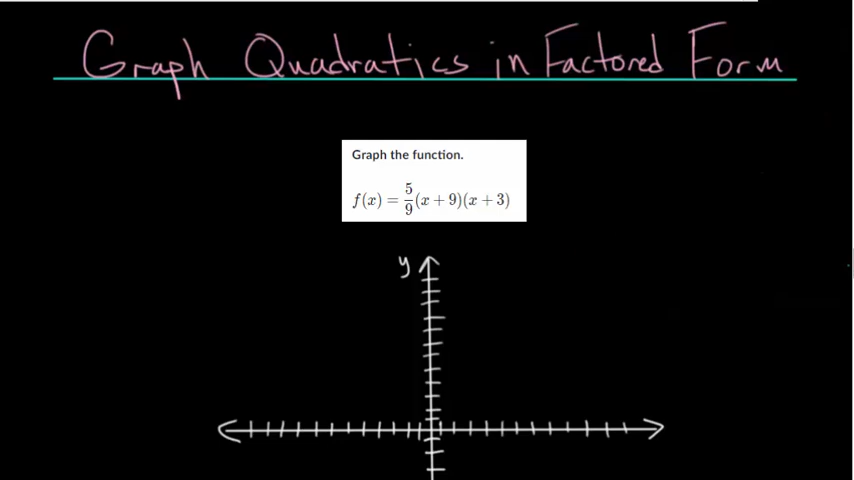 Graph Quadratics in Factored Form
Graph the function.
f(x) = 5/9(x + 9)(x + 3)
y